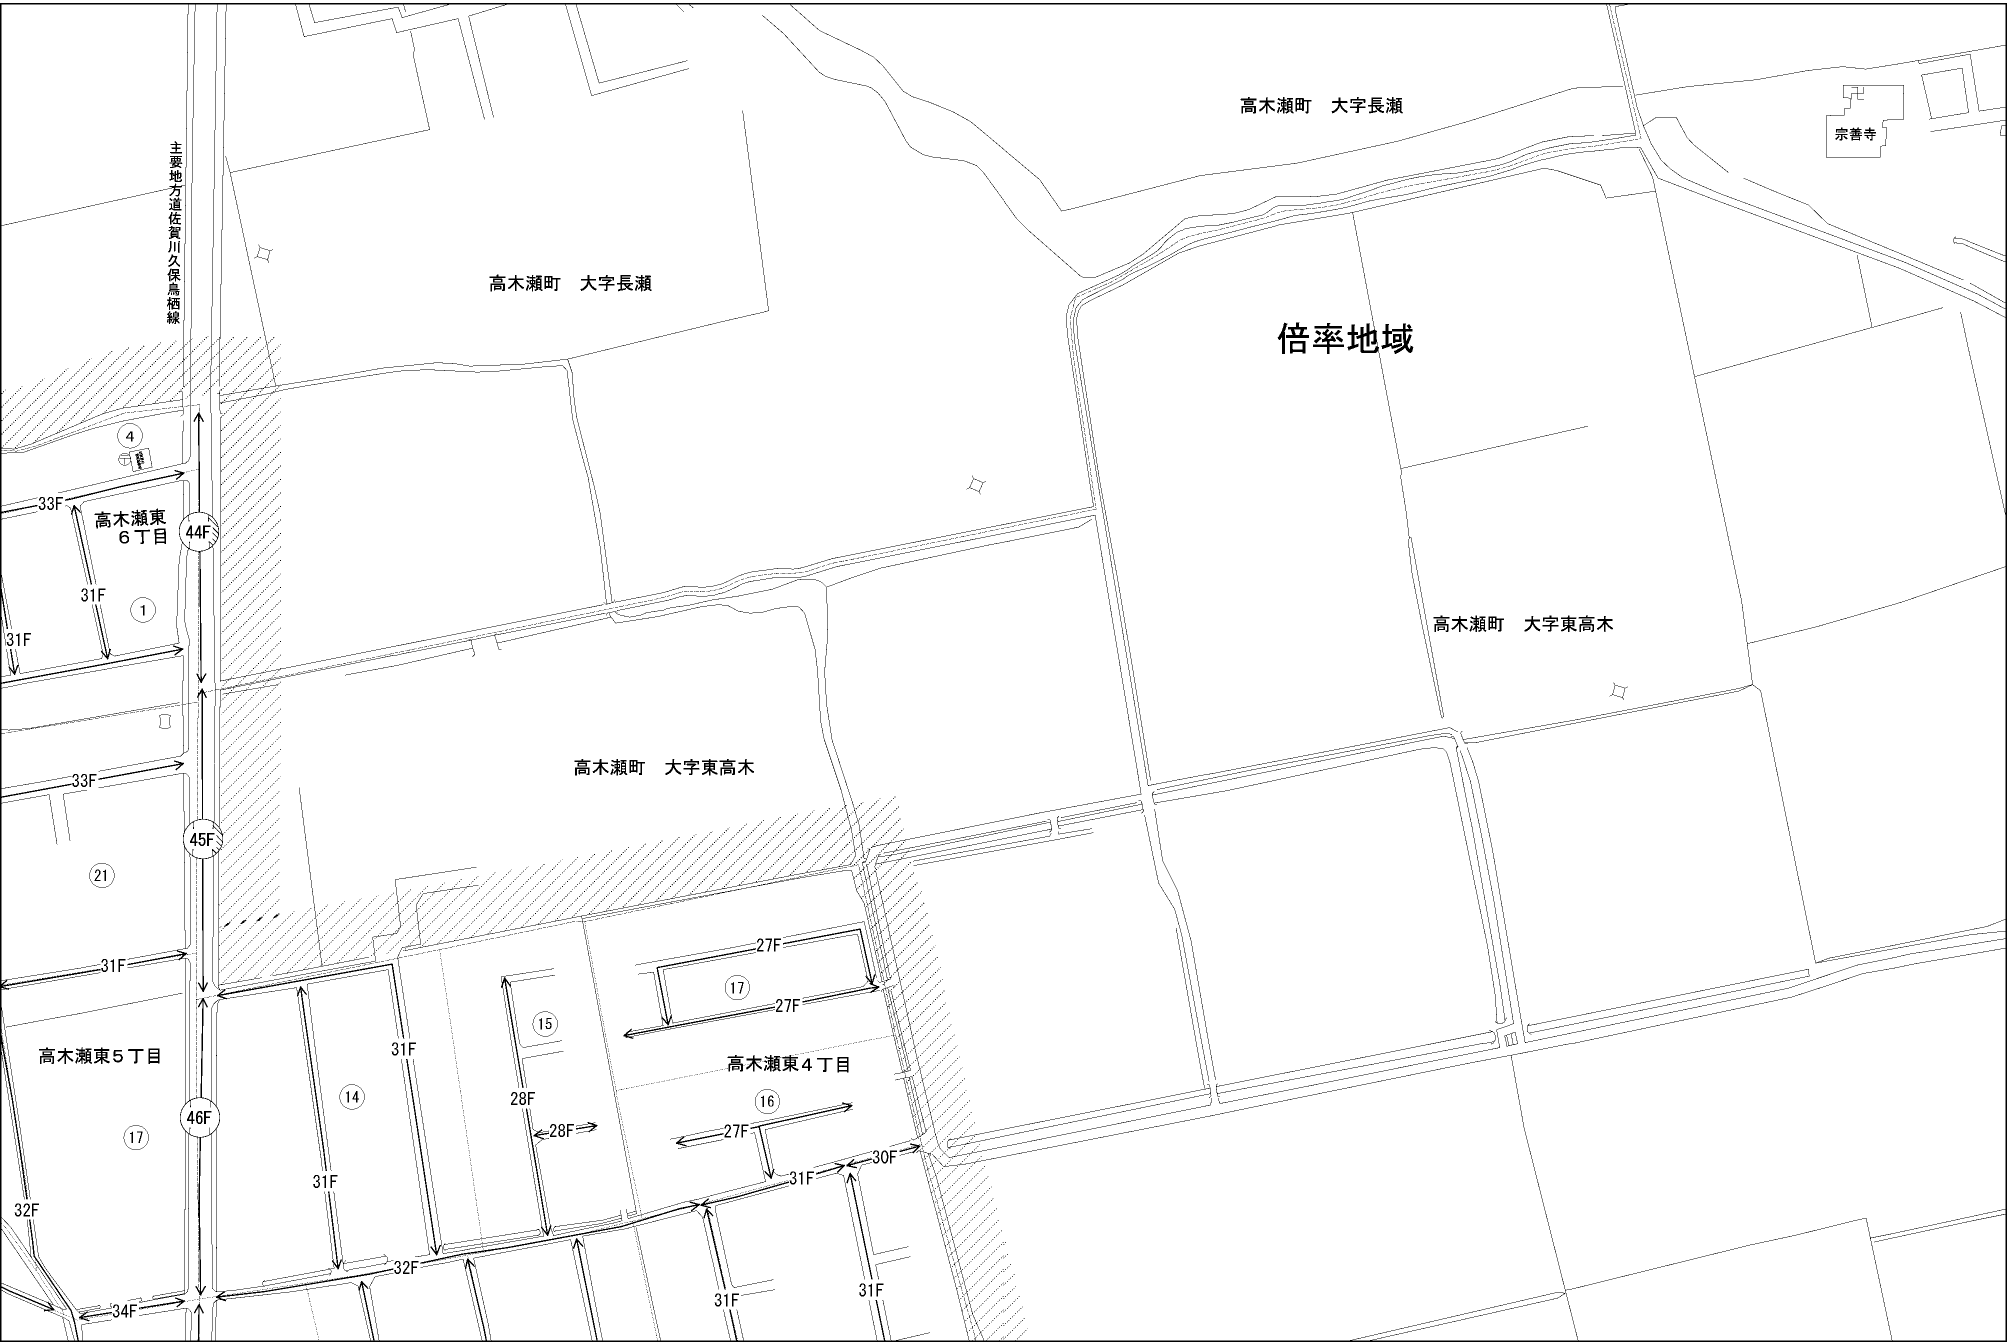 高木瀬町　大字長瀬
宗善寺
主要地方道佐賀川久保鳥栖線
高木瀬町　大字長瀬
倍率地域
4
33F
高木瀬東
６丁目
44F
31F
1
31F
高木瀬町　大字東高木
高木瀬町　大字東高木
33F
45F
21
27F
31F
17
27F
15
31F
高木瀬東５丁目
高木瀬東４丁目
14
28F
16
46F
17
28F
27F
30F
31F
31F
32F
32F
31F
31F
34F